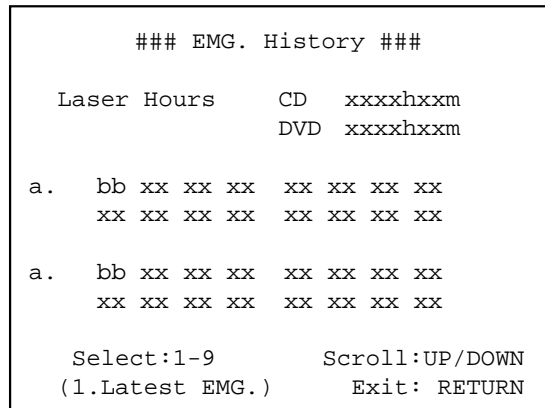 ### EMG. History ###
Laser Hours CD xxxxhxxm
DVD xxxxhxxm
a. bb xx xx xx xx xx xx xx
xx xx xx xx xx xx xx xx
a. bb xx xx xx xx xx xx xx
xx xx xx xx xx xx xx xx
Select:1-9 Scroll:UP/DOWN
(1.Latest EMG.) Exit: RETURN